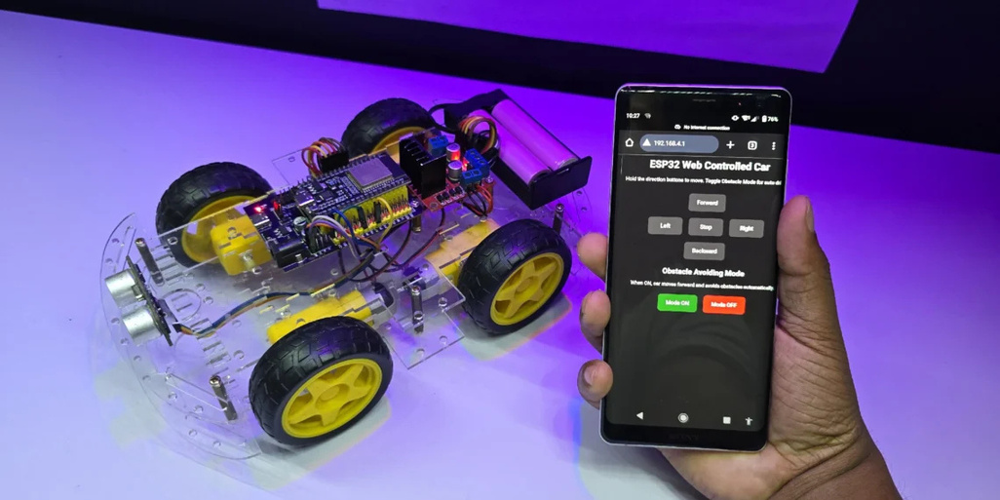 10:27
76%
No internet connection
192.168.4.1
ESP32 Web Controlled Car
Hold the direction buttons to move. Toggle Obstacle Mode for auto dri
Forward
Left Stop Right
Backward
Obstacle Avoiding Mode
When ON, car moves forward and avoids obstacles automatically.
Mode ON Mode OFF